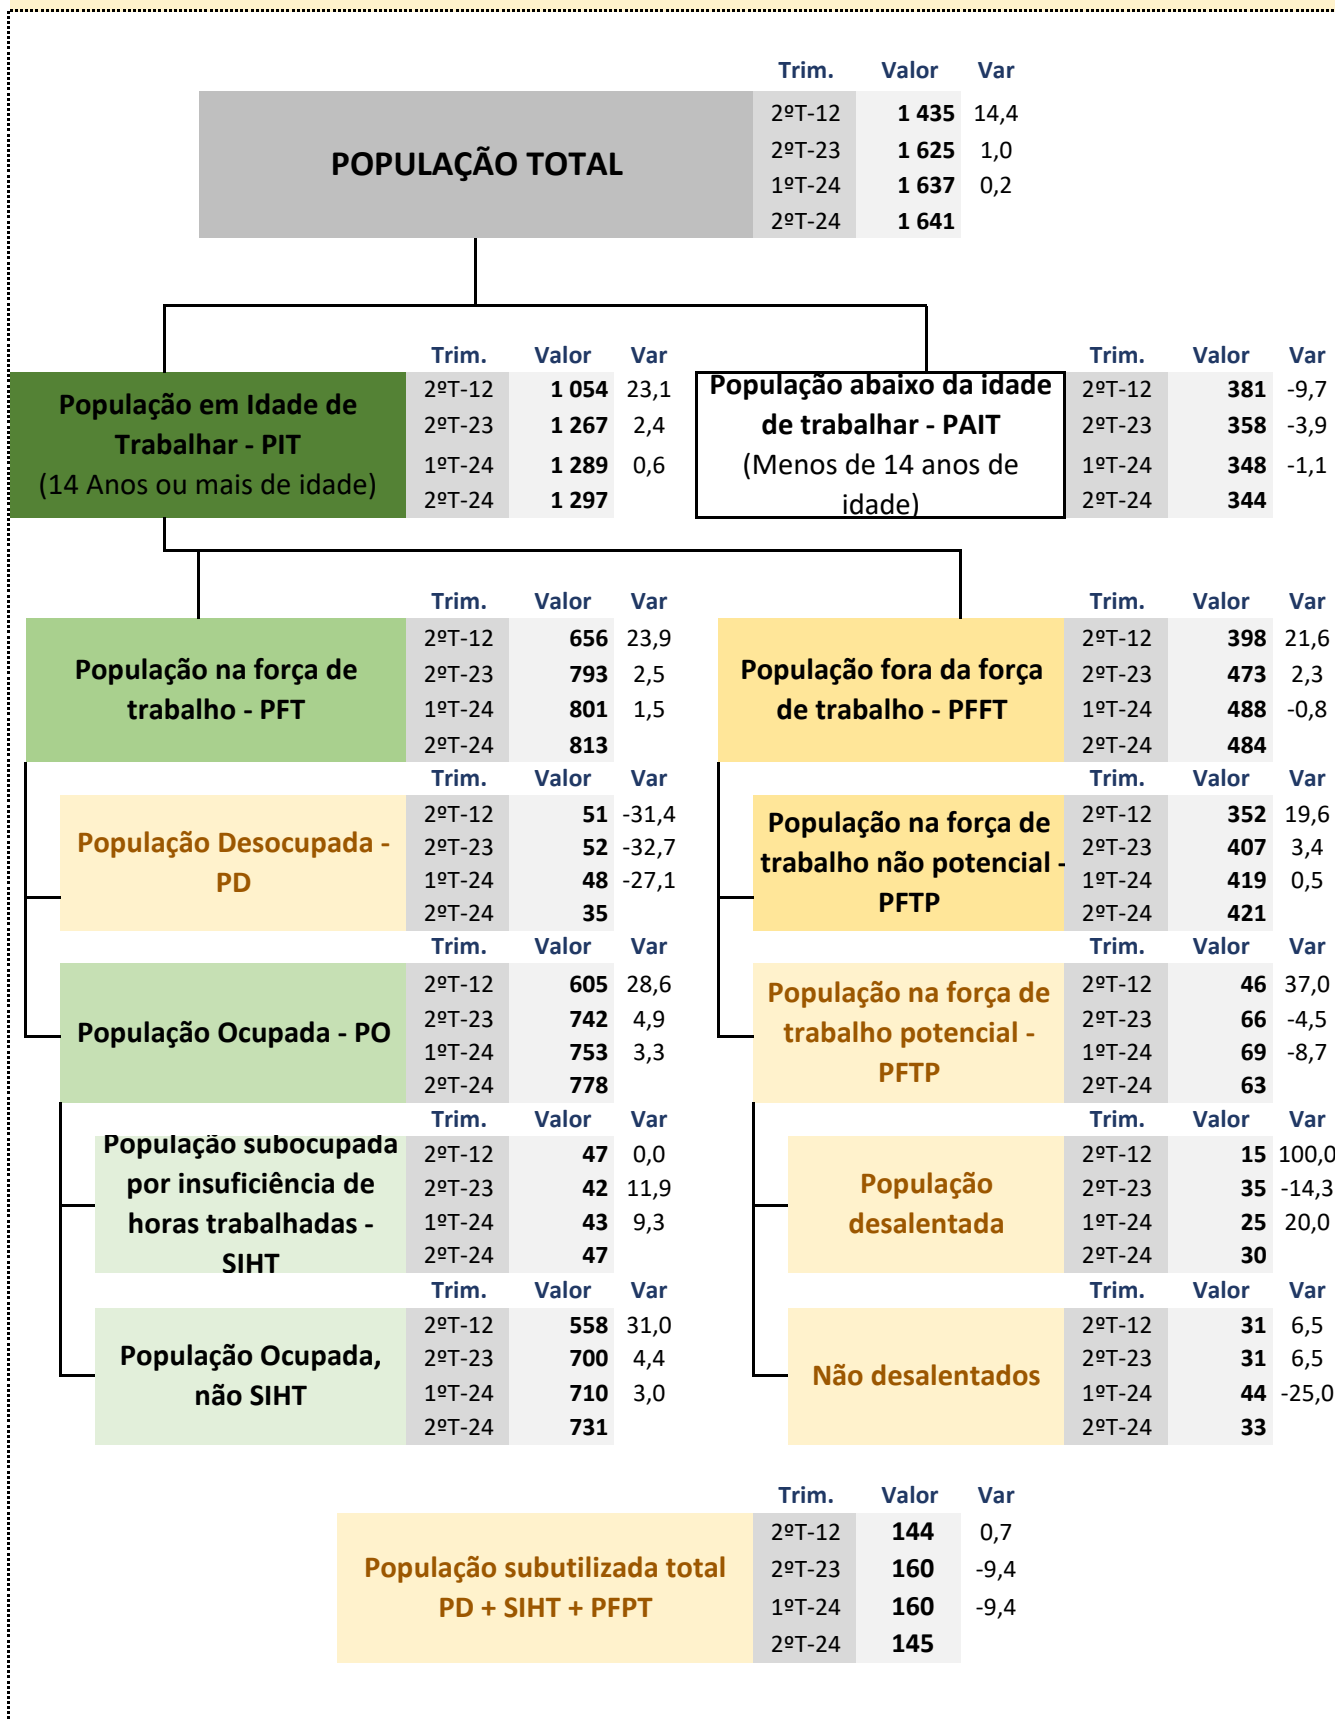 Trim. Valor Var
POPULAÇÃO TOTAL
2ºT-12 1 435 14,4
2ºT-23 1 625 1,0
1ºT-24 1 637 0,2
2ºT-24 1 641
Trim. Valor Var
População em Idade de
Trabalhar - PIT
(14 Anos ou mais de idade)
2ºT-12 1 054 23,1
2ºT-23 1 267 2,4
1ºT-24 1 289 0,6
2ºT-24 1 297
Trim. Valor Var
População abaixo da idade
de trabalhar - PAIT
(Menos de 14 anos de
idade)
2ºT-12 381 -9,7
2ºT-23 358 -3,9
1ºT-24 348 -1,1
2ºT-24 344
Trim. Valor Var
População na força de
trabalho - PFT
2ºT-12 656 23,9
2ºT-23 793 2,5
1ºT-24 801 1,5
2ºT-24 813
Trim. Valor Var
População fora da força
de trabalho - PFFT
2ºT-12 398 21,6
2ºT-23 473 2,3
1ºT-24 488 -0,8
2ºT-24 484
Trim. Valor Var
População Desocupada -
PD
2ºT-12 51 -31,4
2ºT-23 52 -32,7
1ºT-24 48 -27,1
2ºT-24 35
Trim. Valor Var
População na força de
trabalho não potencial -
PFTP
2ºT-12 352 19,6
2ºT-23 407 3,4
1ºT-24 419 0,5
2ºT-24 421
Trim. Valor Var
População Ocupada - PO
2ºT-12 605 28,6
2ºT-23 742 4,9
1ºT-24 753 3,3
2ºT-24 778
Trim. Valor Var
População na força de
trabalho potencial -
PFTP
2ºT-12 46 37,0
2ºT-23 66 -4,5
1ºT-24 69 -8,7
2ºT-24 63
Trim. Valor Var
População subocupada
por insuficiência de
horas trabalhadas -
SIHT
2ºT-12 47 0,0
2ºT-23 42 11,9
1ºT-24 43 9,3
2ºT-24 47
Trim. Valor Var
População
desalentada
2ºT-12 15 100,0
2ºT-23 35 -14,3
1ºT-24 25 20,0
2ºT-24 30
Trim. Valor Var
População Ocupada,
não SIHT
2ºT-12 558 31,0
2ºT-23 700 4,4
1ºT-24 710 3,0
2ºT-24 731
Trim. Valor Var
Não desalentados
2ºT-12 31 6,5
2ºT-23 31 6,5
1ºT-24 44 -25,0
2ºT-24 33
Trim. Valor Var
População subutilizada total
PD + SIHT + PFPT
2ºT-12 144 0,7
2ºT-23 160 -9,4
1ºT-24 160 -9,4
2ºT-24 145